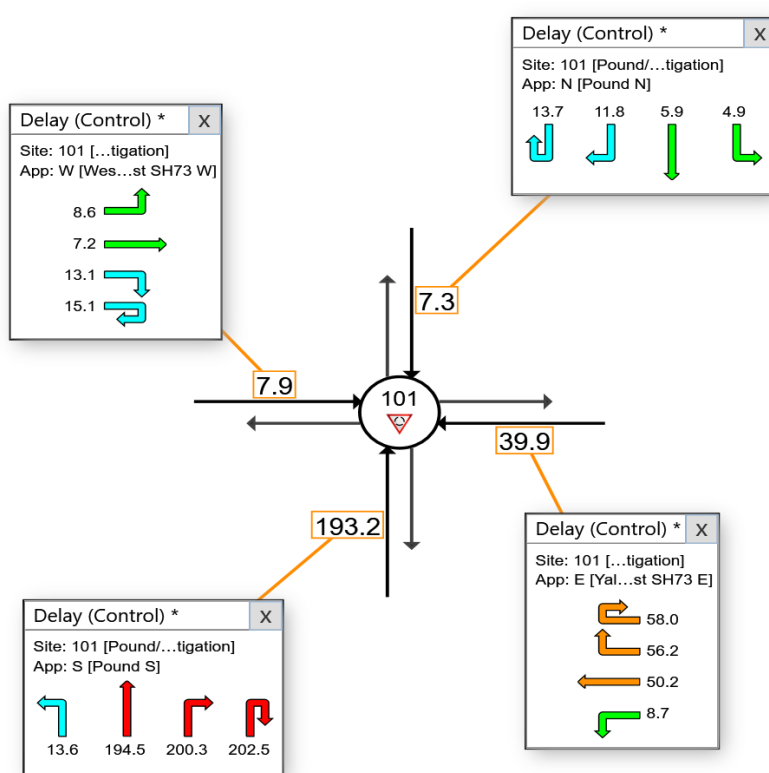 Delay (Control) * X
Site: 101 [Pound/...tigation]
App: N [Pound N]
13.7 11.8 5.9 4.9
Delay (Control) * X
Site: 101 [...tigation]
App: W [Wes...st SH73 W]
8.6
7.2
13.1
15.1
7.3
7.9
101
39.9
193.2
Delay (Control) * X
Site: 101 [...tigation]
App: E [Yal...st SH73 E]
58.0
56.2
50.2
8.7
Delay (Control) * X
Site: 101 [Pound/...tigation]
App: S [Pound S]
13.6 194.5 200.3 202.5